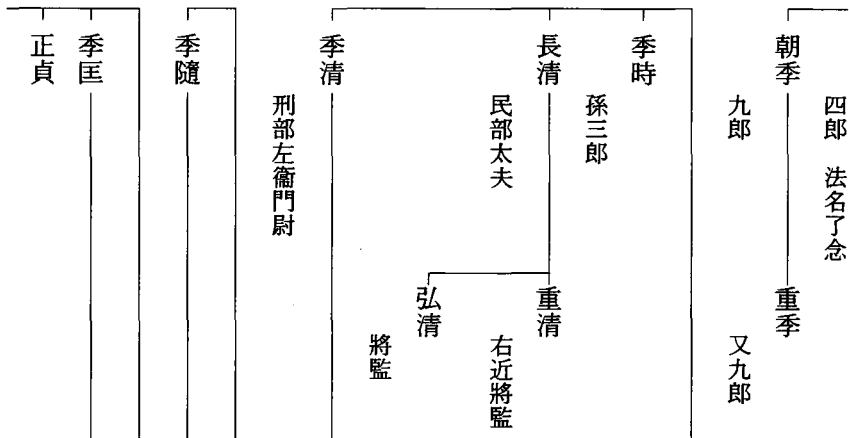 四郎　法名了念
朝季
九郎
重季
又九郎
季時
孫三郎
長清
民部太夫
重清
右近將監
弘清
將監
季清
刑部左衞門尉
季隨
季匡
正貞